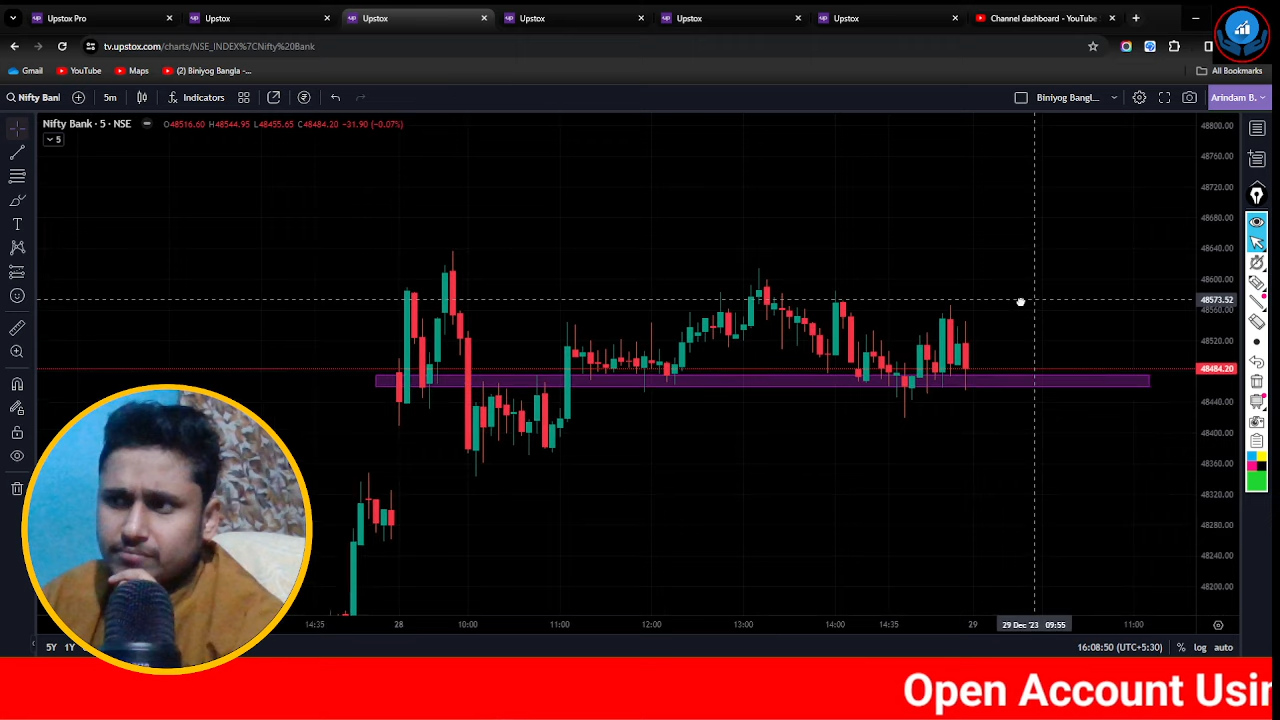 Upstox Pro
Upstox
Upstox
Upstox
Upstox
Upstox
Channel dashboard - YouTube
tv.upstox.com/charts/NSE_INDEX%7CNifty%20Bank
Gmail
YouTube
Maps
(2) Biniyog Bangla -...
All Bookmarks
Nifty Banl
5m
Indicators
Biniyog Bangl...
Arindam B.
Nifty Bank · 5 · NSE
O48516.60 H48544.95 L48455.65 C48484.20 -31.90 (-0.07%)
5
48800.00
48760.00
48720.00
48680.00
48640.00
48600.00
48573.52
48560.00
48520.00
48484.20
48440.00
48400.00
48360.00
48320.00
48280.00
48240.00
48200.00
14:35
28
10:00
11:00
12:00
13:00
14:00
14:35
29
29 Dec '23 09:55
11:00
5Y
1Y
16:08:50 (UTC+5:30)
%
log
auto
Open Account Usin